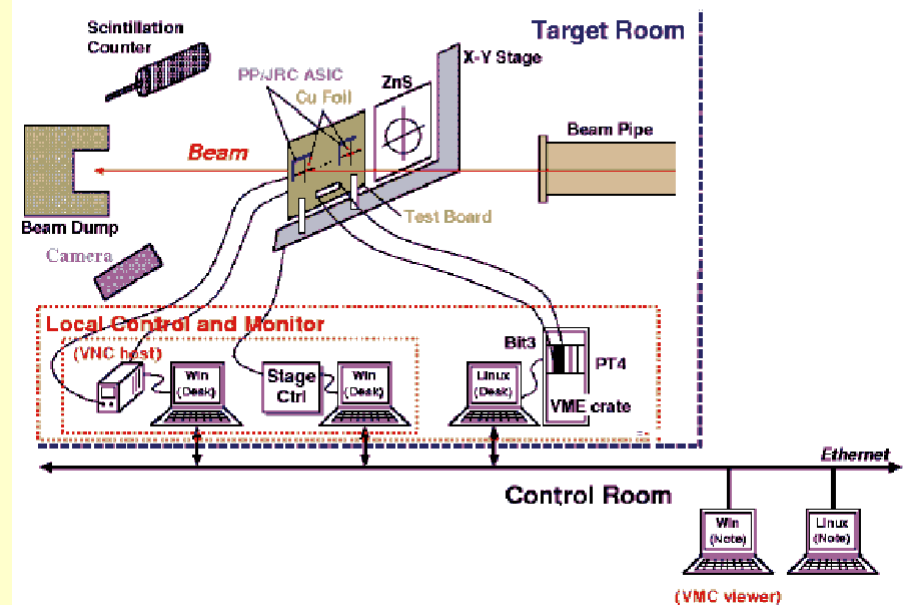 Target Room
Scintillation
Counter
X-Y Stage
PP/JRC ASIC
ZnS
Cu Foil
Beam Pipe
Beam
Test Board
Beam Dump
Camera
Local Control and Monitor
(VNC host)
Bit3
PT4
Win
(Desk)
Stage
Ctrl
Win
(Desk)
Linux
(Desk)
VME crate
Ethernet
Control Room
Win
(Note)
Linux
(Note)
(VMC viewer)